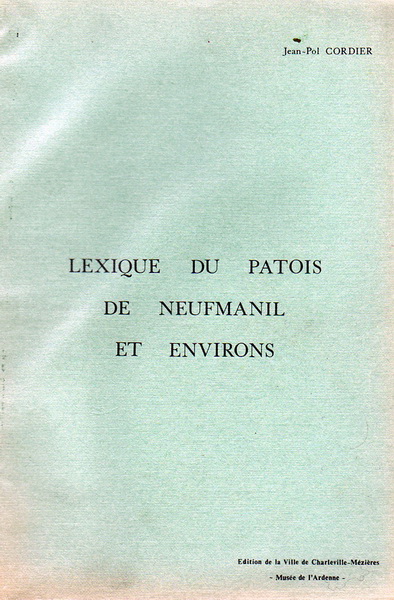 Jean-Pol CORDIER
LEXIQUE DU PATOIS
DE NEUFMANIL
ET ENVIRONS
Edition de la Ville de Charleville-Mézières
- Musée de l'Ardenne -